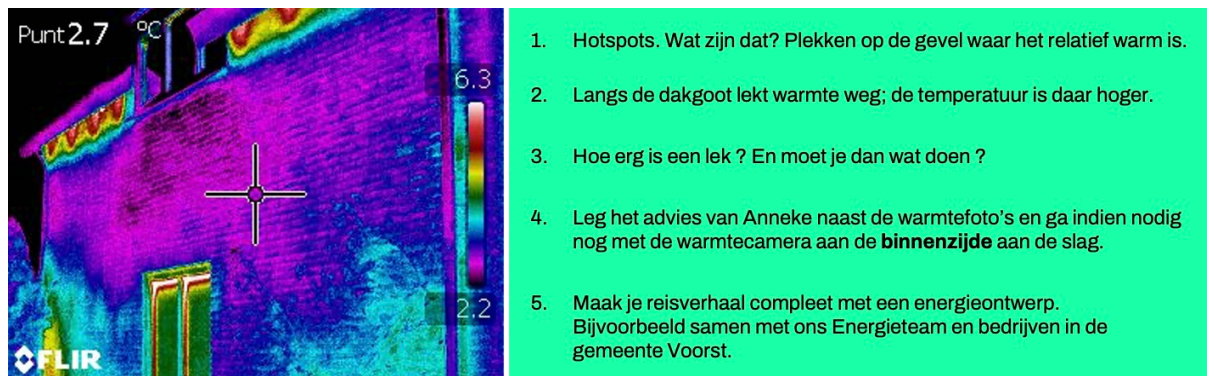 Punt 2.7 °C
6.3
2.2
FLIR
1. Hotspots. Wat zijn dat? Plekken op de gevel waar het relatief warm is.
2. Langs de dakgoot lekt warmte weg; de temperatuur is daar hoger.
3. Hoe erg is een lek ? En moet je dan wat doen ?
4. Leg het advies van Anneke naast de warmtefoto’s en ga indien nodig
nog met de warmtecamera aan de binnenzijde aan de slag.
5. Maak je reisverhaal compleet met een energieontwerp.
Bijvoorbeeld samen met ons Energieteam en bedrijven in de
gemeente Voorst.